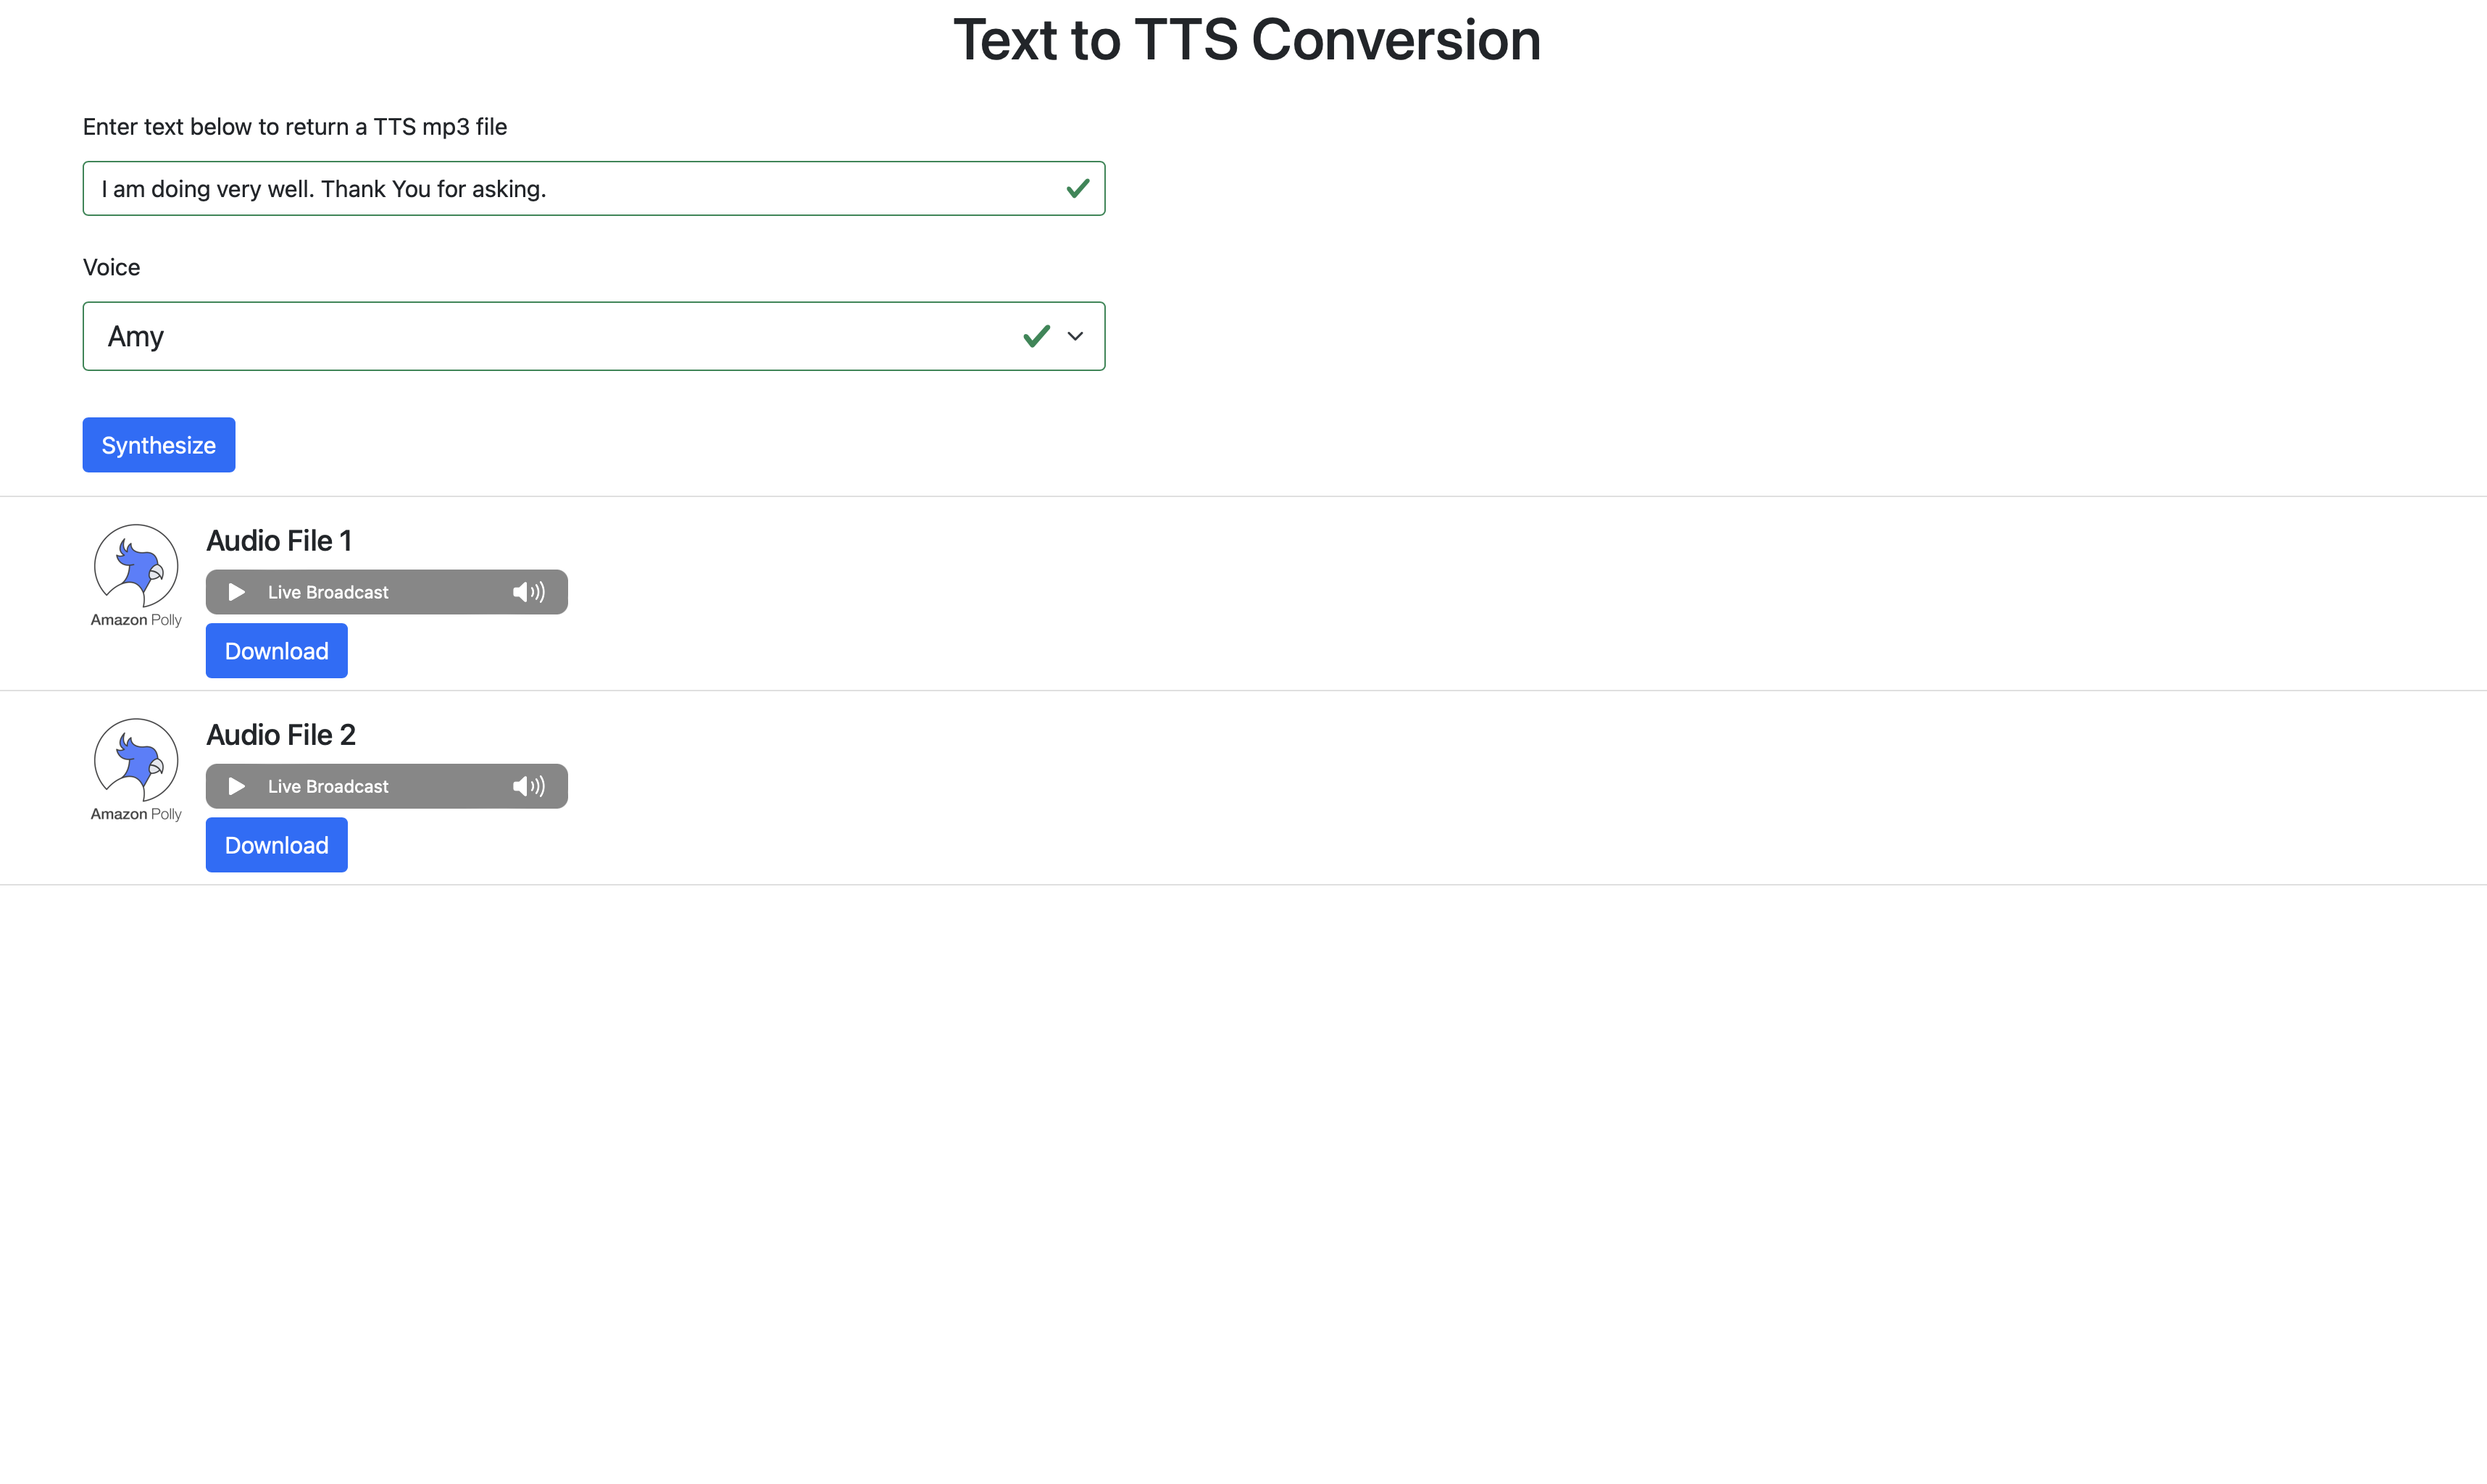 Text to TTS Conversion
Enter text below to return a TTS mp3 file
I am doing very well. Thank You for asking.
Voice
Amy
Synthesize
Audio File 1
Live Broadcast
Amazon Polly
Download
Audio File 2
Live Broadcast
Amazon Polly
Download